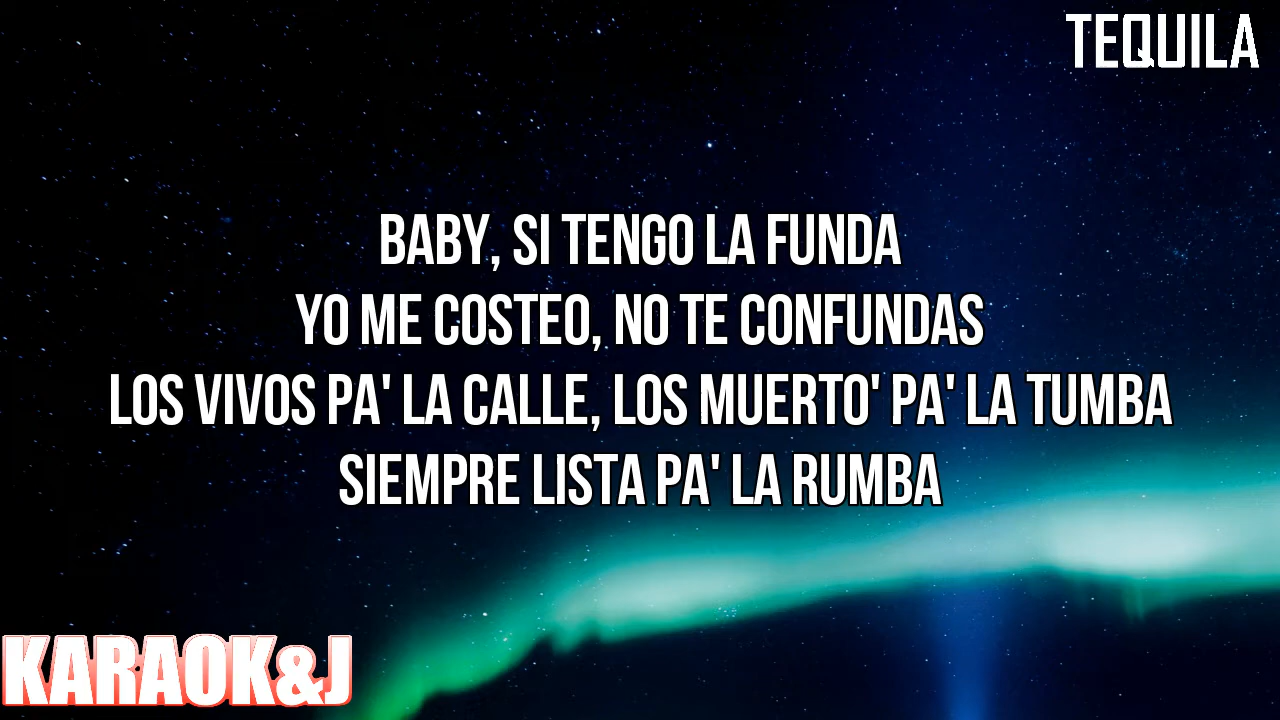 TEQUILA
BABY, SI TENGO LA FUNDA
YO ME COSTEO, NO TE CONFUNDAS
LOS VIVOS PA' LA CALLE, LOS MUERTO' PA' LA TUMBA
SIEMPRE LISTA PA' LA RUMBA
KARAOK&J